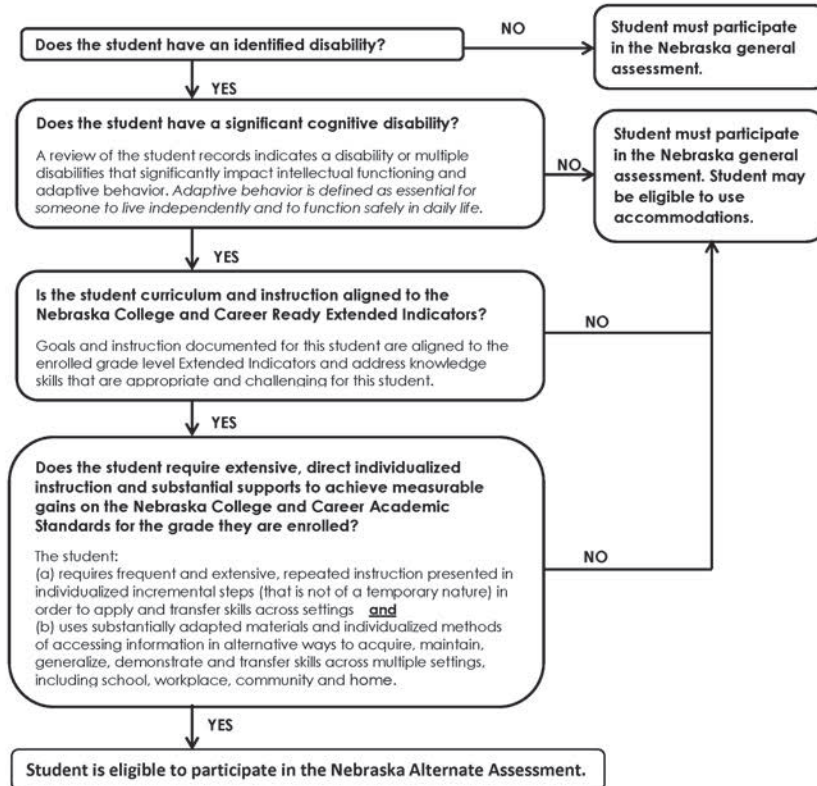 Does the student have an identified disability?
NO
Student must participate
in the Nebraska general
assessment.
YES
Does the student have a significant cognitive disability?
A review of the student records indicates a disability or multiple
disabilities that significantly impact intellectual functioning and
adaptive behavior. Adaptive behavior is defined as essential for
someone to live independently and to function safely in daily life.
NO
Student must participate
in the Nebraska general
assessment. Student may
be eligible to use
accommodations.
YES
Is the student curriculum and instruction aligned to the
Nebraska College and Career Ready Extended Indicators?
Goals and instruction documented for this student are aligned to the
enrolled grade level Extended Indicators and address knowledge
skills that are appropriate and challenging for this student.
NO
YES
Does the student require extensive, direct individualized
instruction and substantial supports to achieve measurable
gains on the Nebraska College and Career Academic
Standards for the grade they are enrolled?
The student:
(a) requires frequent and extensive, repeated instruction presented in
individualized incremental steps (that is not of a temporary nature) in
order to apply and transfer skills across settings and
(b) uses substantially adapted materials and individualized methods
of accessing information in alternative ways to acquire, maintain,
generalize, demonstrate and transfer skills across multiple settings,
including school, workplace, community and home.
NO
YES
Student is eligible to participate in the Nebraska Alternate Assessment.